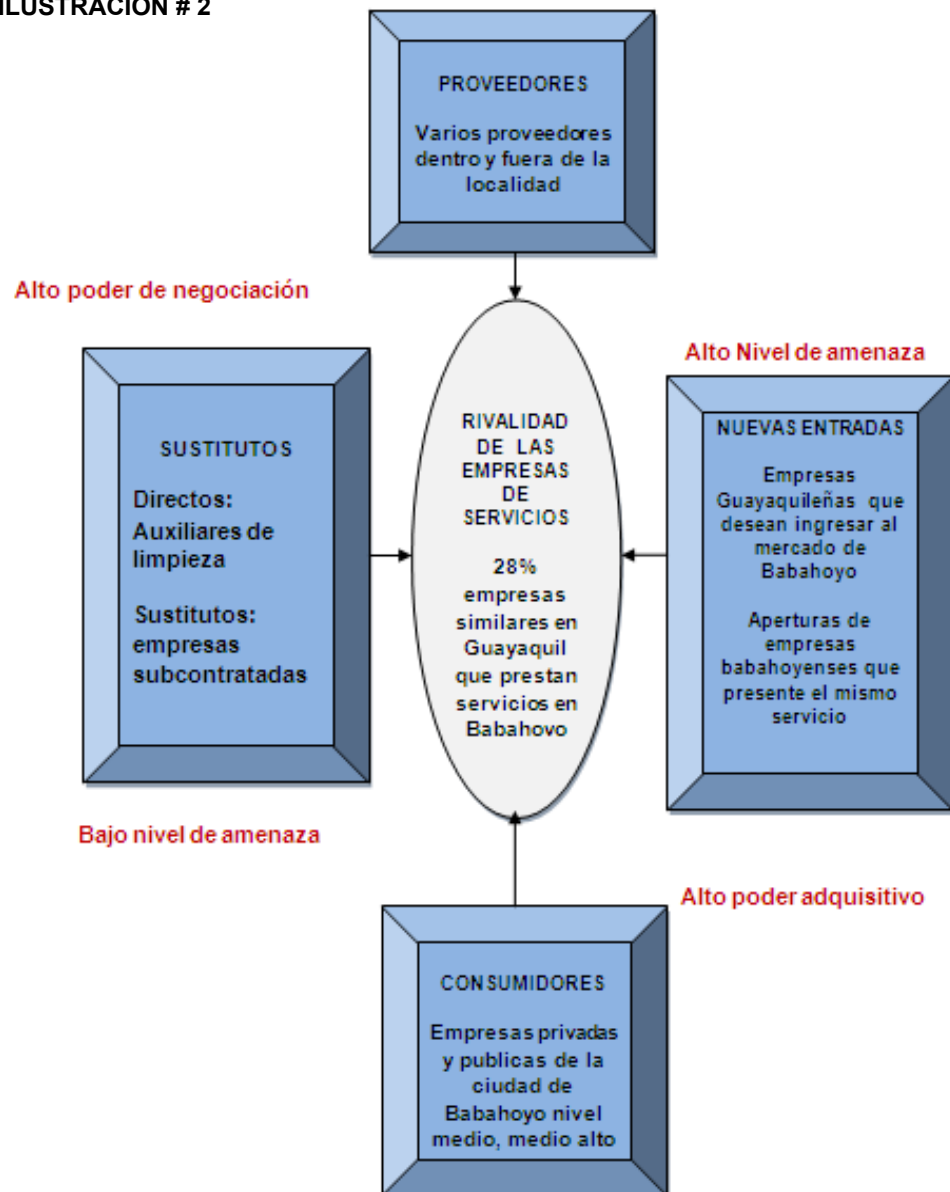 ILUSTRACIÓN # 2
PROVEEDORES
Varios proveedores
dentro y fuera de la
localidad
Alto poder de negociación
Alto Nivel de amenaza
SUSTITUTOS
Directos:
Auxiliares de
limpieza
Sustitutos:
empresas
subcontratadas
RIVALIDAD
DE LAS
EMPRESAS
DE
SERVICIOS
28%
empresas
similares en
Guayaquil
que prestan
servicios en
Babahovo
NUEVAS ENTRADAS
Empresas
Guayaquileñas que
desean ingresar al
mercado de
Babahoyo
Aperturas de
empresas
babahoyenses que
presente el mismo
servicio
Bajo nivel de amenaza
Alto poder adquisitivo
CONSUMIDORES
Empresas privadas
y publicas de la
ciudad de
Babahoyo nivel
medio, medio alto